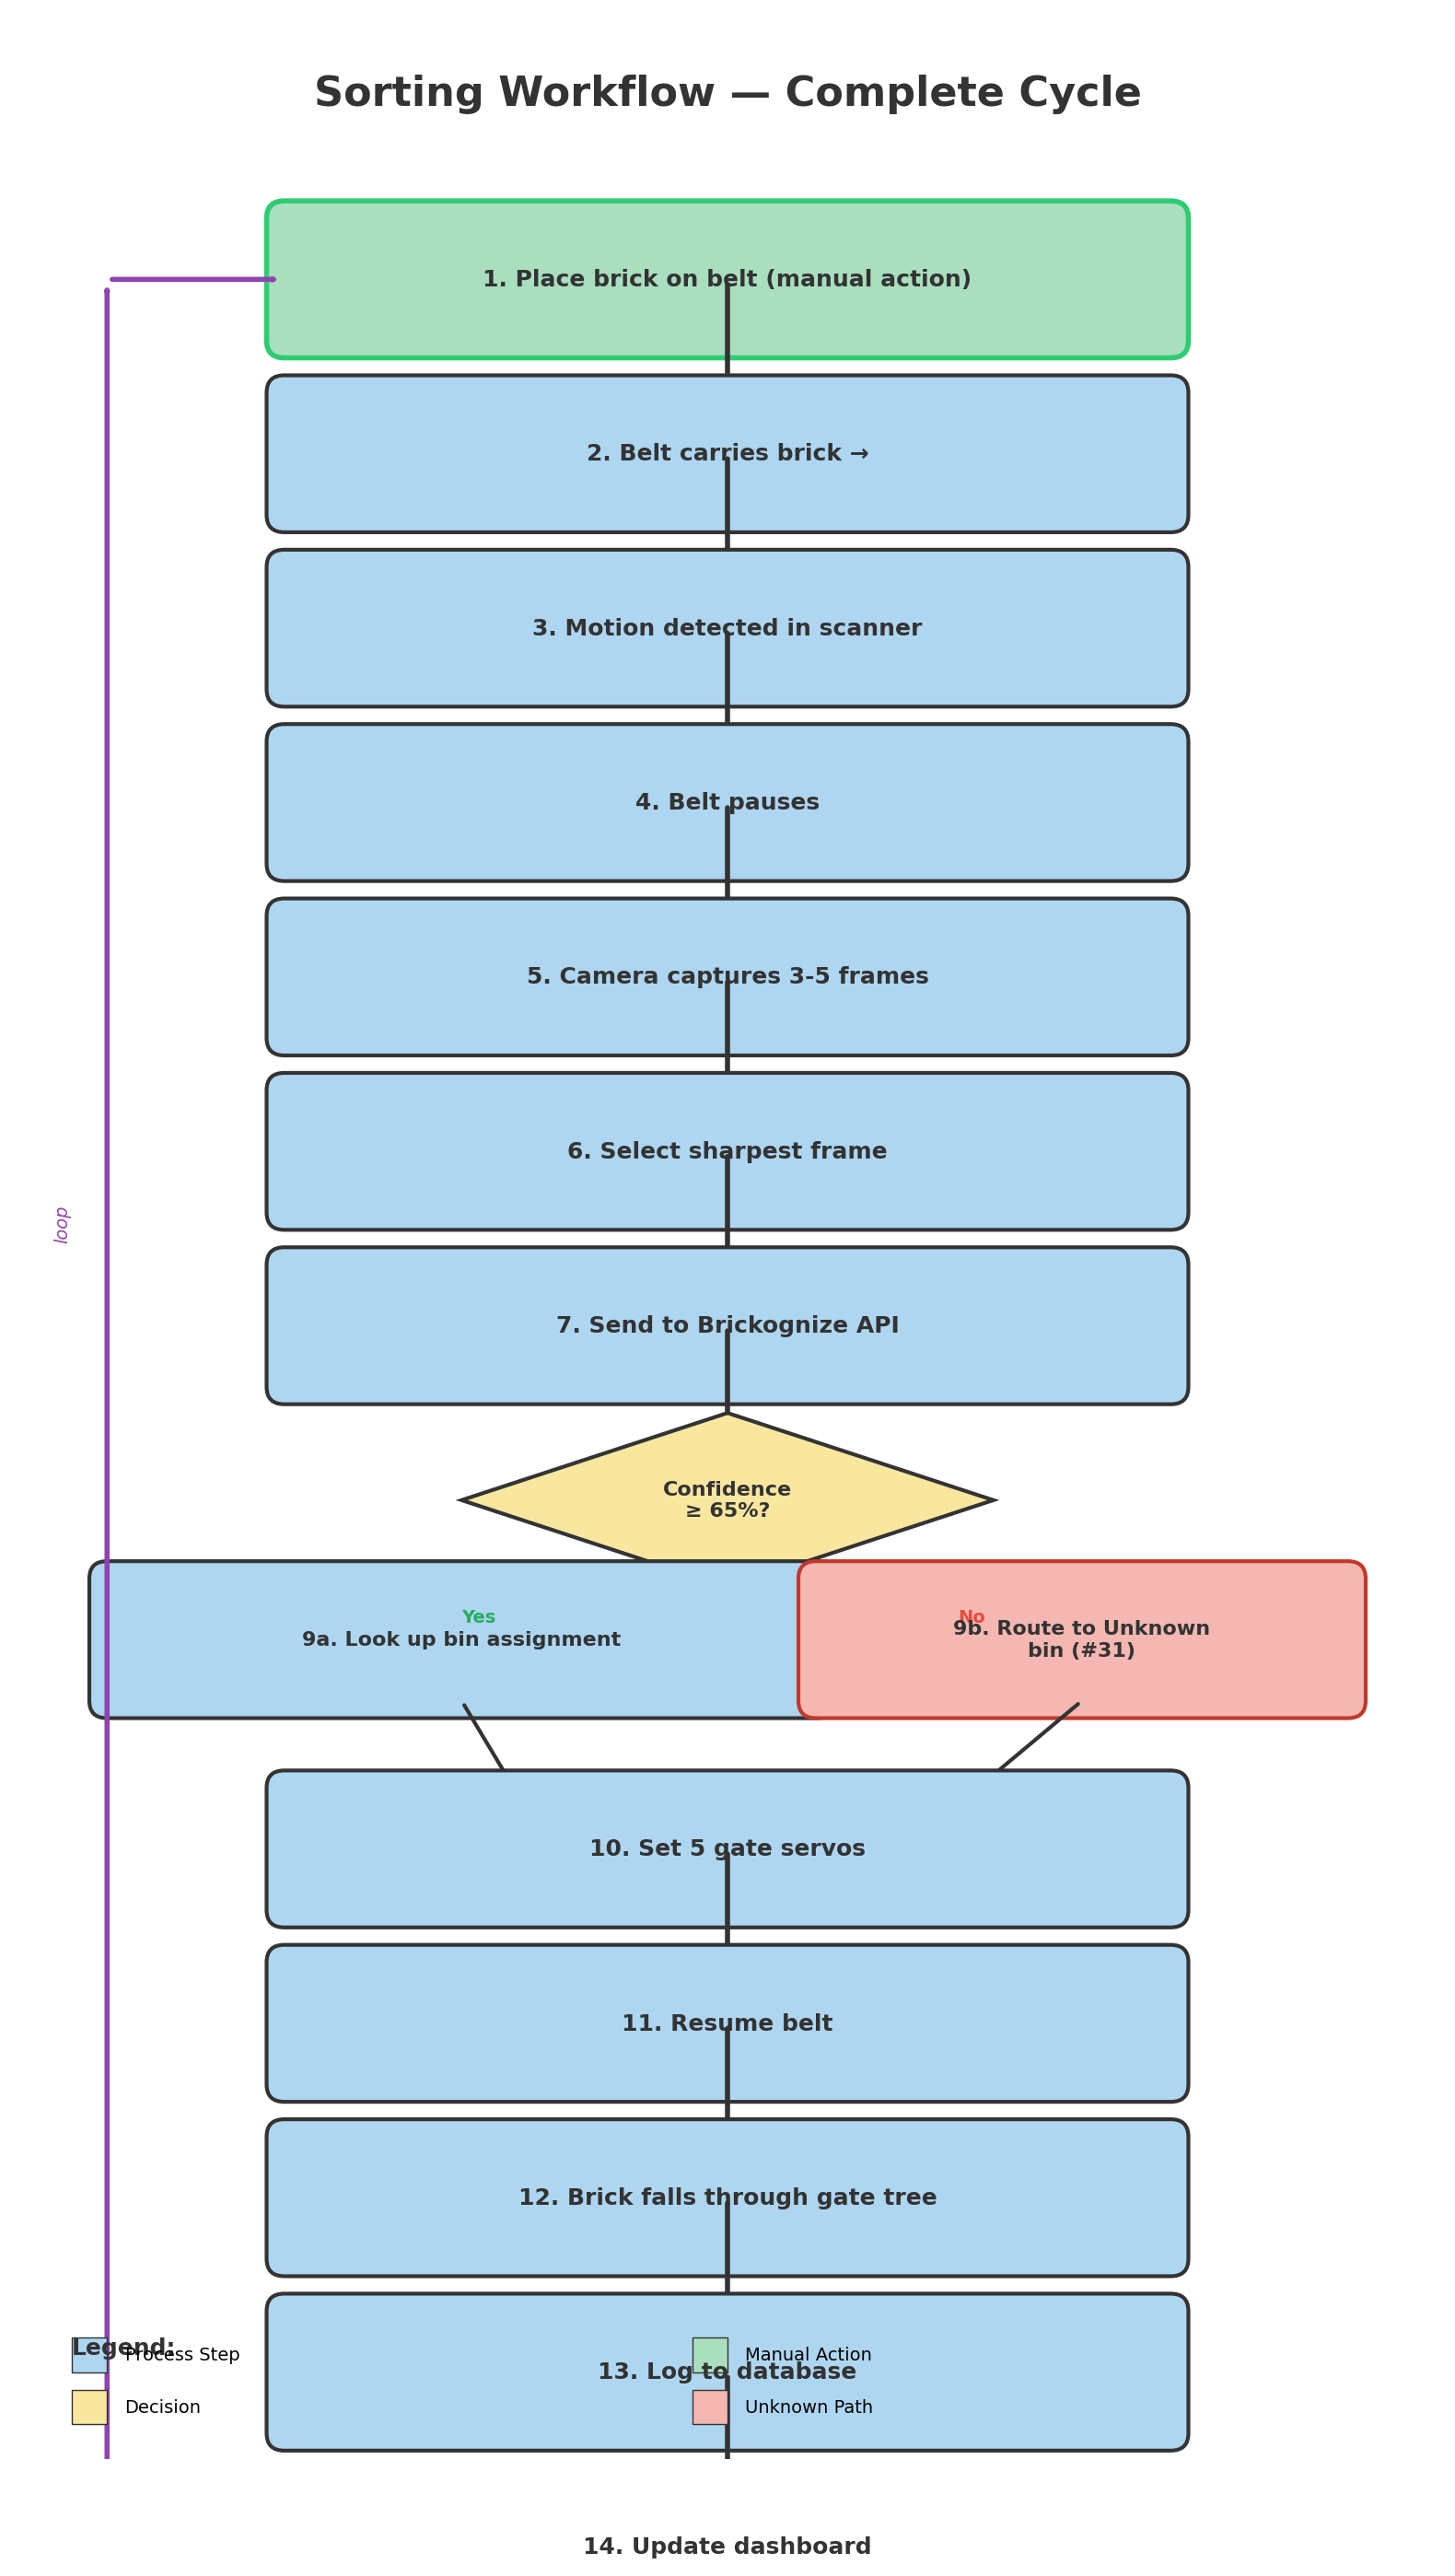 Sorting Workflow — Complete Cycle
1. Place brick on belt (manual action)
2. Belt carries brick →
3. Motion detected in scanner
4. Belt pauses
5. Camera captures 3-5 frames
loop
6. Select sharpest frame
7. Send to Brickognize API
Confidence
≥ 65%?
Yes
9a. Look up bin assignment
No
9b. Route to Unknown
bin (#31)
10. Set 5 gate servos
11. Resume belt
12. Brick falls through gate tree
13. Log to database
Legend:
Process Step
Manual Action
Decision
Unknown Path
14. Update dashboard